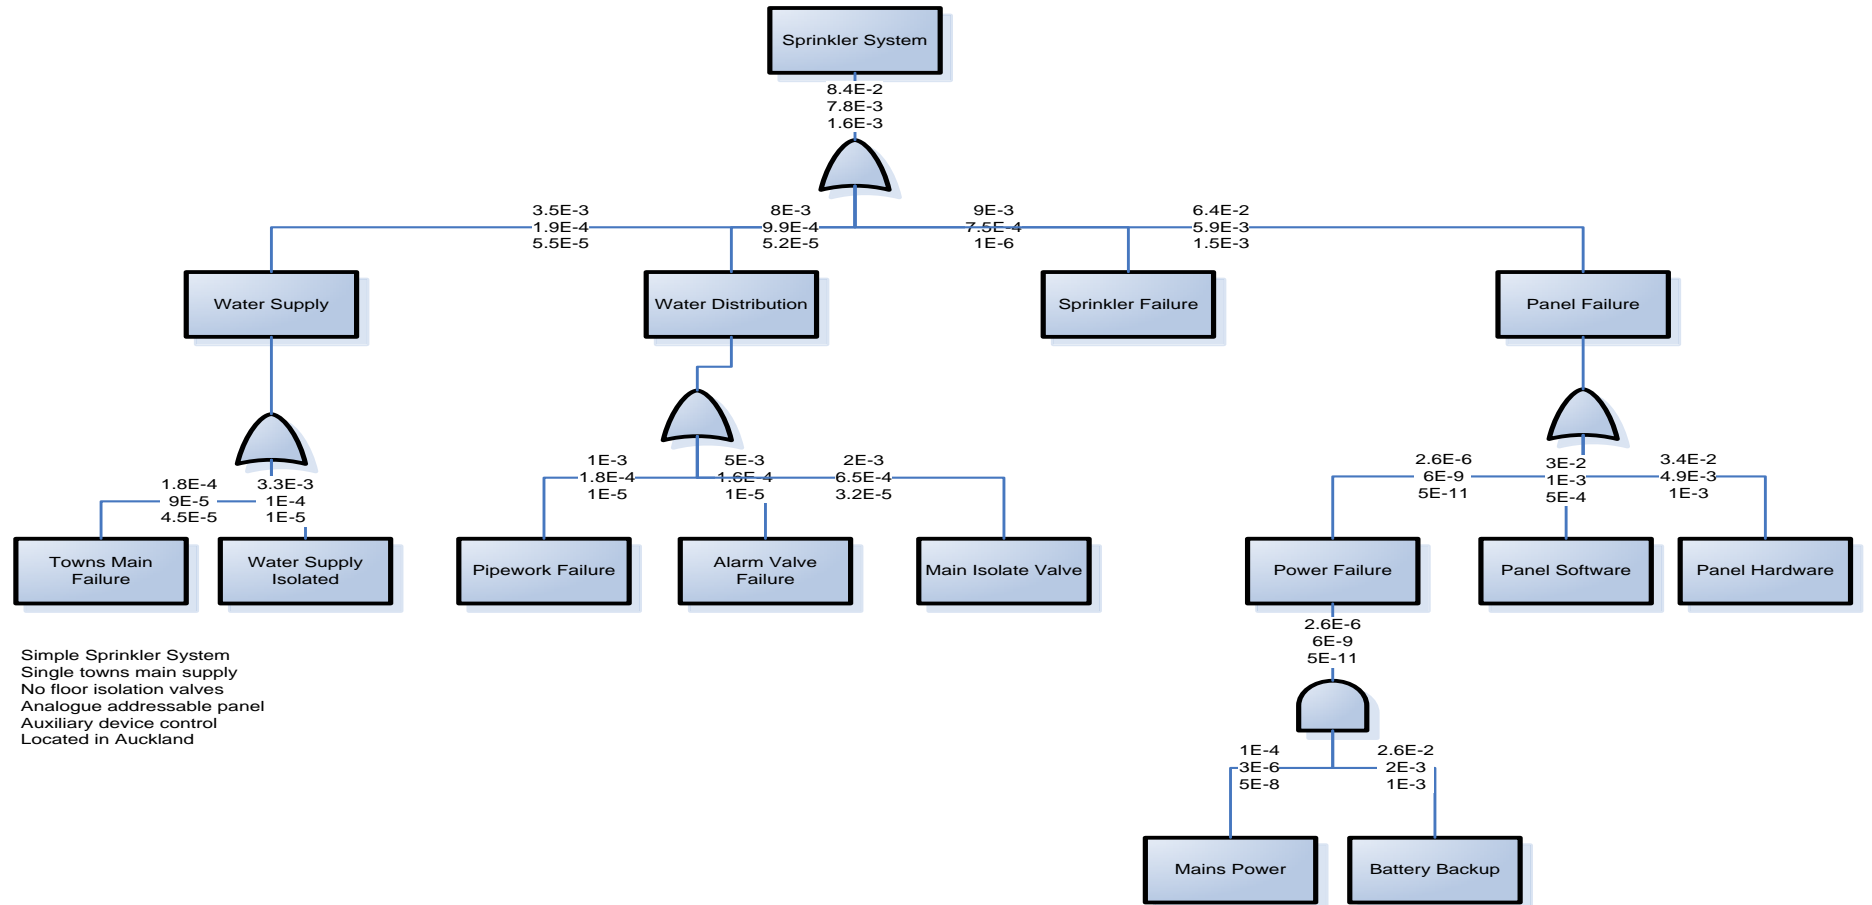 Sprinkler System
8.4E-2
7.8E-3
1.6E-3
3.5E-3
1.9E-4
5.5E-5
8E-3
9.9E-4
5.2E-5
9E-3
7.5E-4
1E-6
6.4E-2
5.9E-3
1.5E-3
Water Supply
Water Distribution
Sprinkler Failure
Panel Failure
1.8E-4
9E-5
4.5E-5
3.3E-3
1E-4
1E-5
1E-3
1.8E-4
1E-5
5E-3
1.6E-4
1E-5
2E-3
6.5E-4
3.2E-5
2.6E-6
6E-9
5E-11
3E-2
1E-3
5E-4
3.4E-2
4.9E-3
1E-3
Towns Main
Failure
Water Supply
Isolated
Pipework Failure
Alarm Valve
Failure
Main Isolate Valve
Power Failure
Panel Software
Panel Hardware
2.6E-6
6E-9
5E-11
Simple Sprinkler System
Single towns main supply
No floor isolation valves
Analogue addressable panel
Auxiliary device control
Located in Auckland
1E-4
3E-6
5E-8
2.6E-2
2E-3
1E-3
Mains Power
Battery Backup